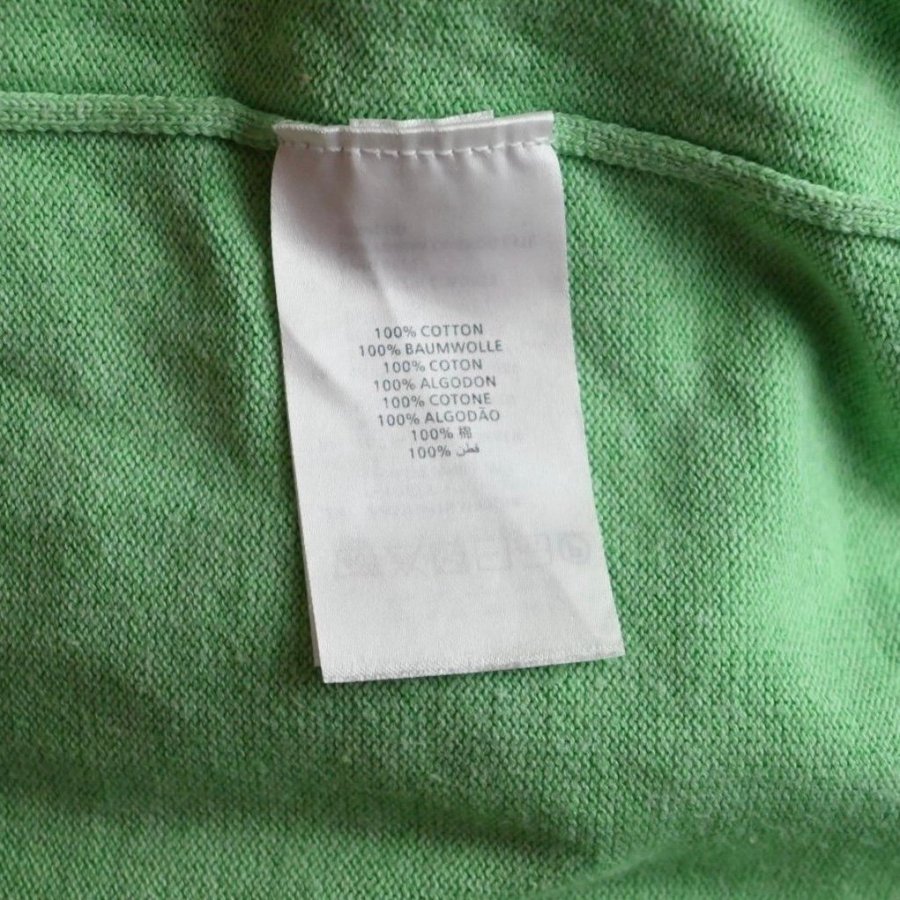 100% COTTON
100% BAUMWOLLE
100% COTON
100% ALGODON
100% COTONE
100% ALGODÃO
100% 棉
100% قطن